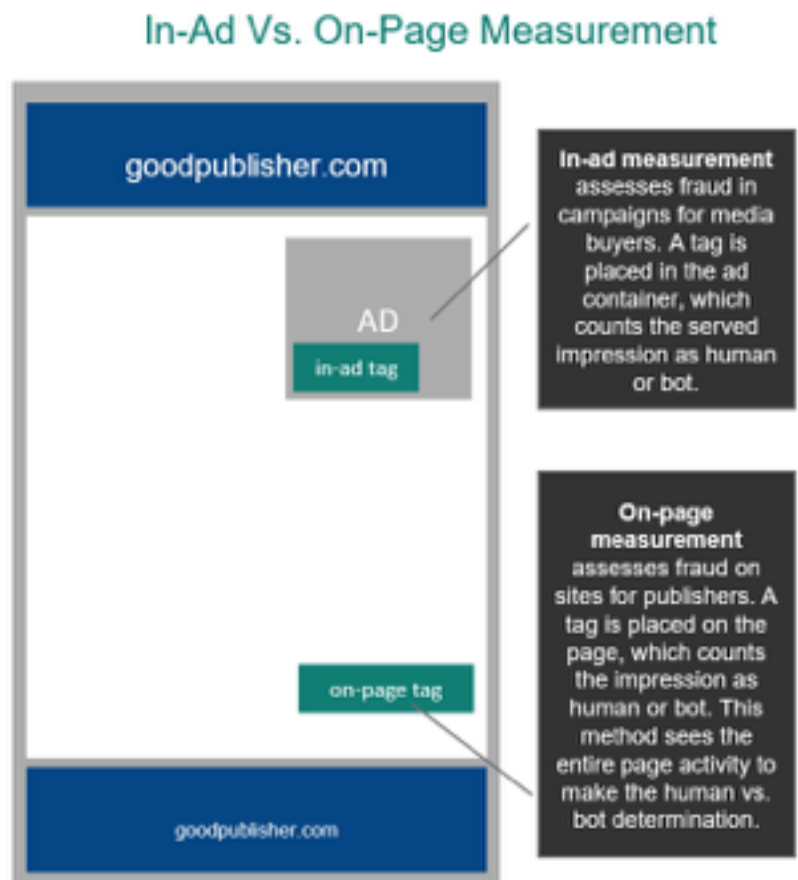 In-Ad Vs. On-Page Measurement
goodpublisher.com
AD
in-ad tag
In-ad measurement
assesses fraud in
campaigns for media
buyers. A tag is
placed in the ad
container, which
counts the served
impression as human
or bot.
on-page tag
On-page
measurement
assesses fraud on
sites for publishers. A
tag is placed on the
page, which counts
the impression as
human or bot. This
method sees the
entire page activity to
make the human vs.
bot determination.
goodpublisher.com